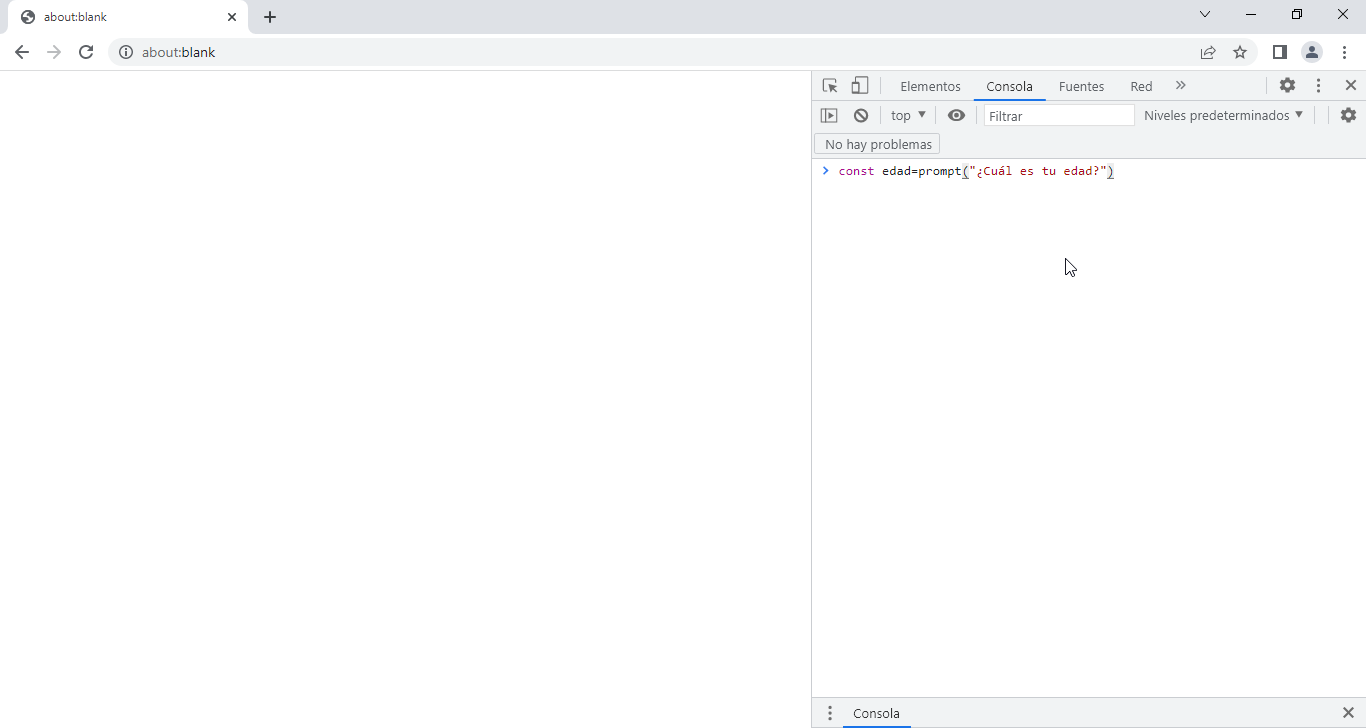 about:blank
about:blank
Elementos Consola Fuentes Red
top Filtrar Niveles predeterminados
No hay problemas
const edad=prompt("¿Cuál es tu edad?")
Consola